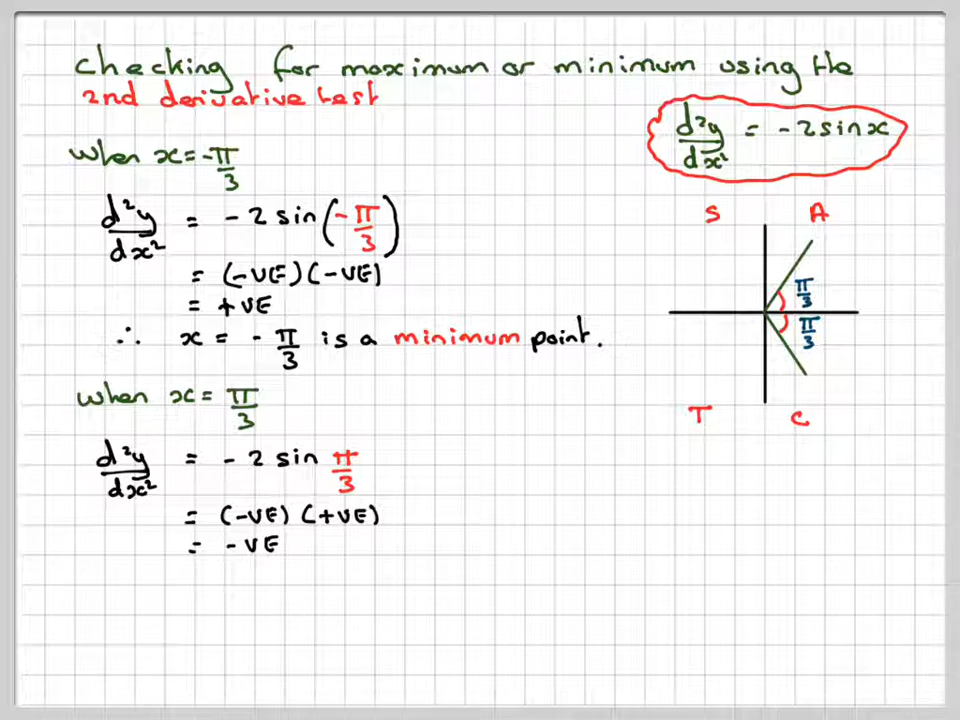 Checking for maximum or minimum using the
2nd derivative test
d²y/dx² = -2sinx
When x = -π/3
d²y/dx² = -2 sin(-π/3)
= (-VE)(-VE)
= +VE
∴ x = -π/3 is a minimum point.
When x = π/3
d²y/dx² = -2 sin π/3
= (-VE)(+VE)
= -VE
S A
π/3
π/3
T C